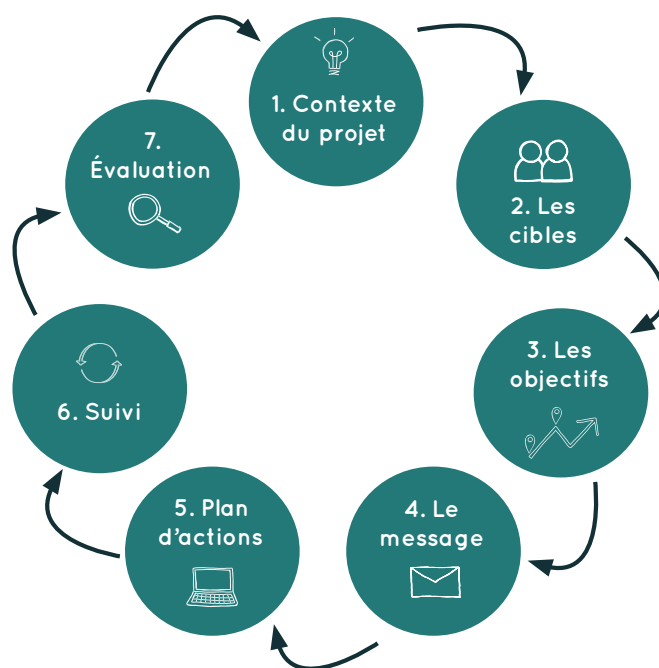 1. Contexte
du projet
2. Les
cibles
3. Les
objectifs
4. Le
message
5. Plan
d'actions
6. Suivi
7.
Évaluation